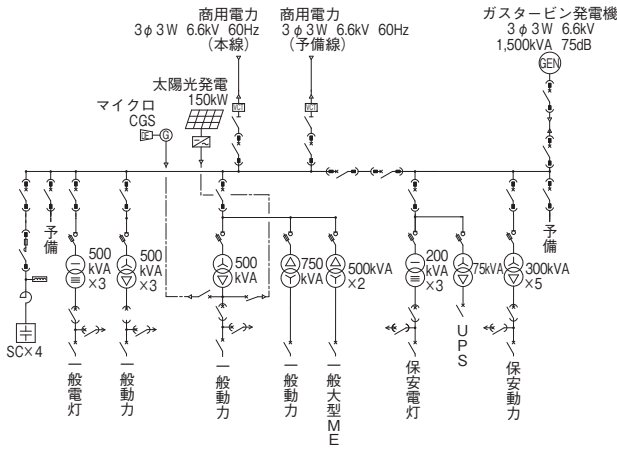 商用電力
3φ3W 6.6kV 60Hz
(本線)
商用電力
3φ3W 6.6kV 60Hz
(予備線)
ガスタービン発電機
3φ3W 6.6kV
1,500kVA 75dB
GEN
太陽光発電
150kW
マイクロ
CGS
GE
G
VCT
VCT
予備
予備
500
kVA
×3
500
kVA
×3
500
kVA
750
kVA
500kVA
×2
200
kVA
×3
75kVA
300kVA
×5
SC×4
一般電灯
一般動力
一般動力
一般動力
一般大型ME
保安電灯
UPS
保安動力